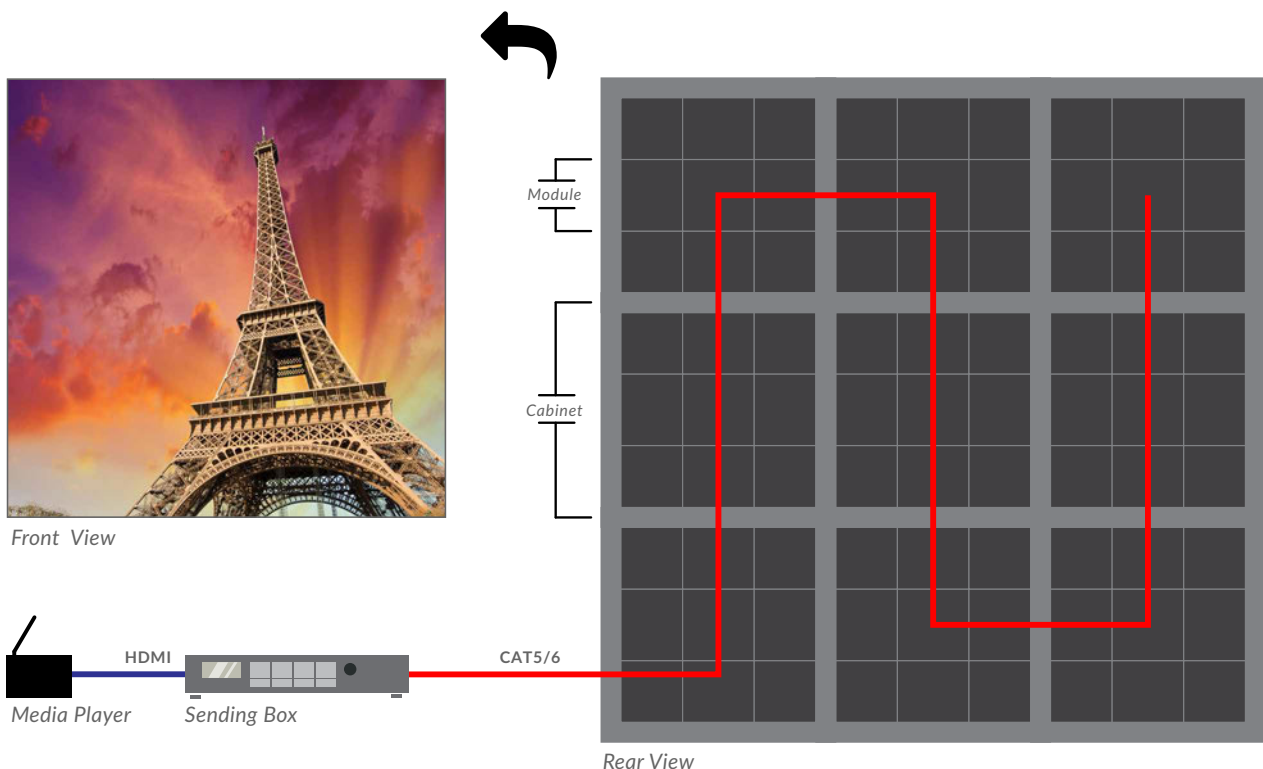 Module
Cabinet
Front View
HDMI
CAT5/6
Media Player
Sending Box
Rear View